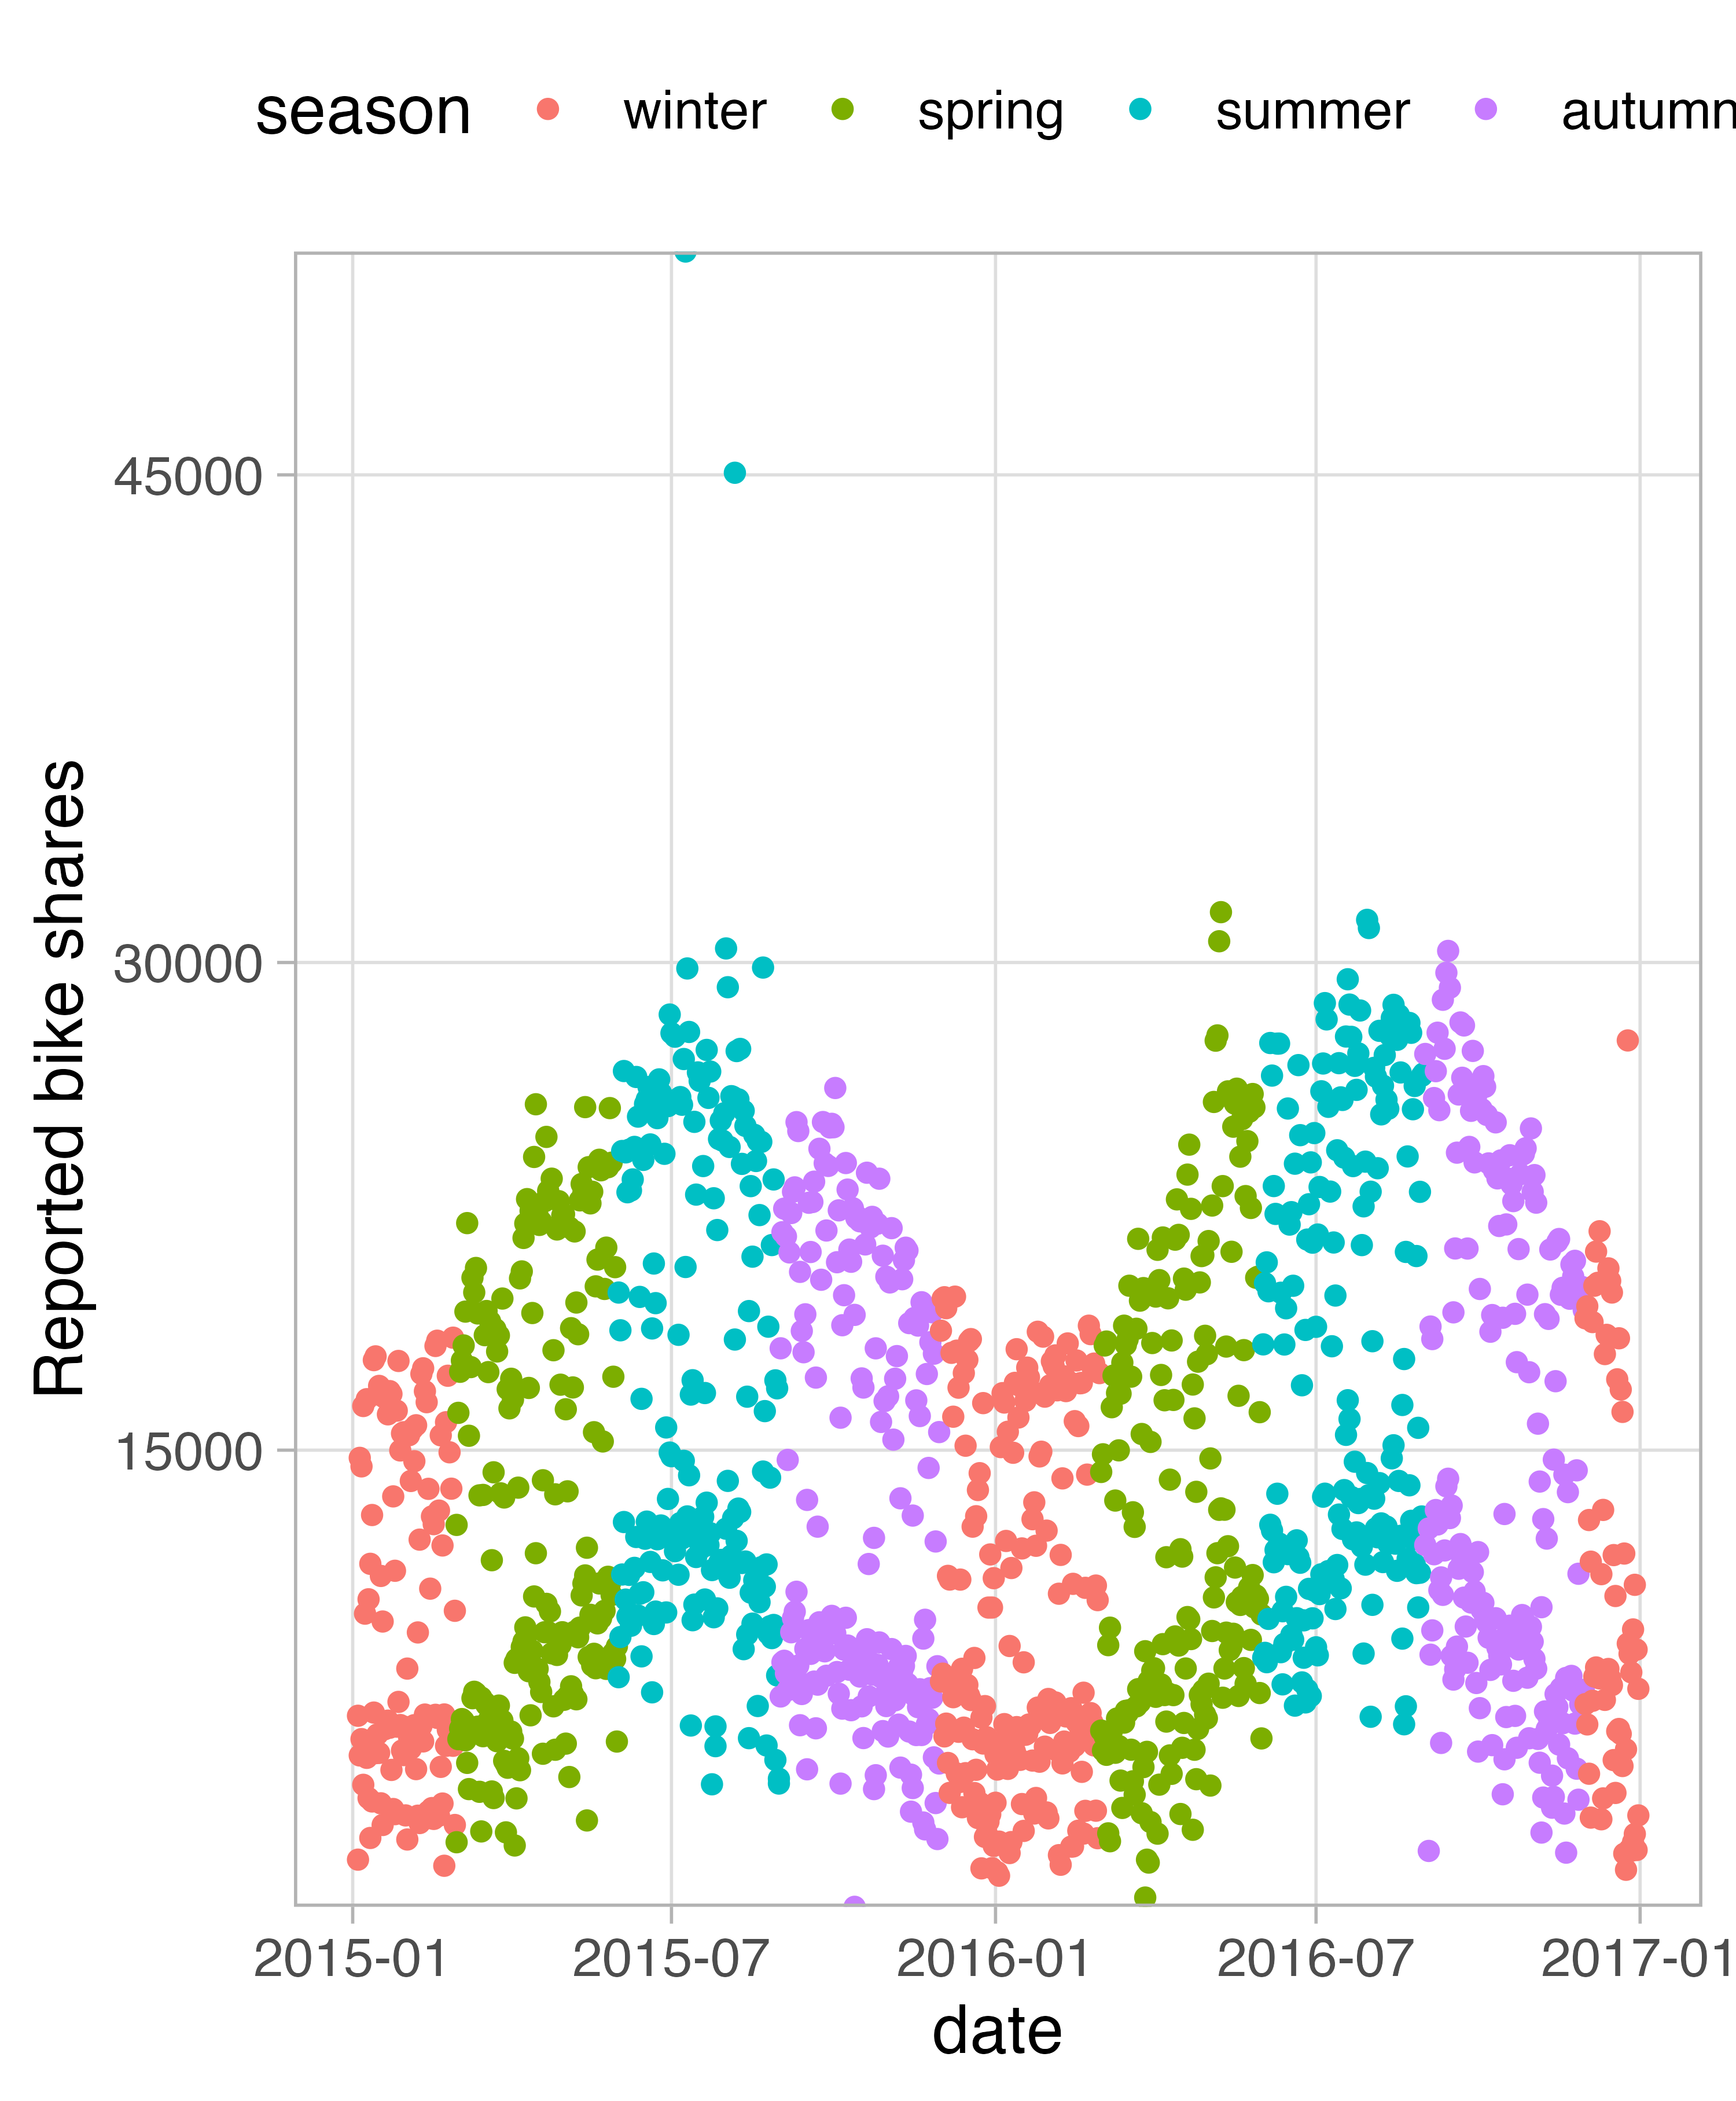 season winter spring summer autumn
45000
30000
15000
Reported bike shares
2015-01 2015-07 2016-01 2016-07 2017-01
date